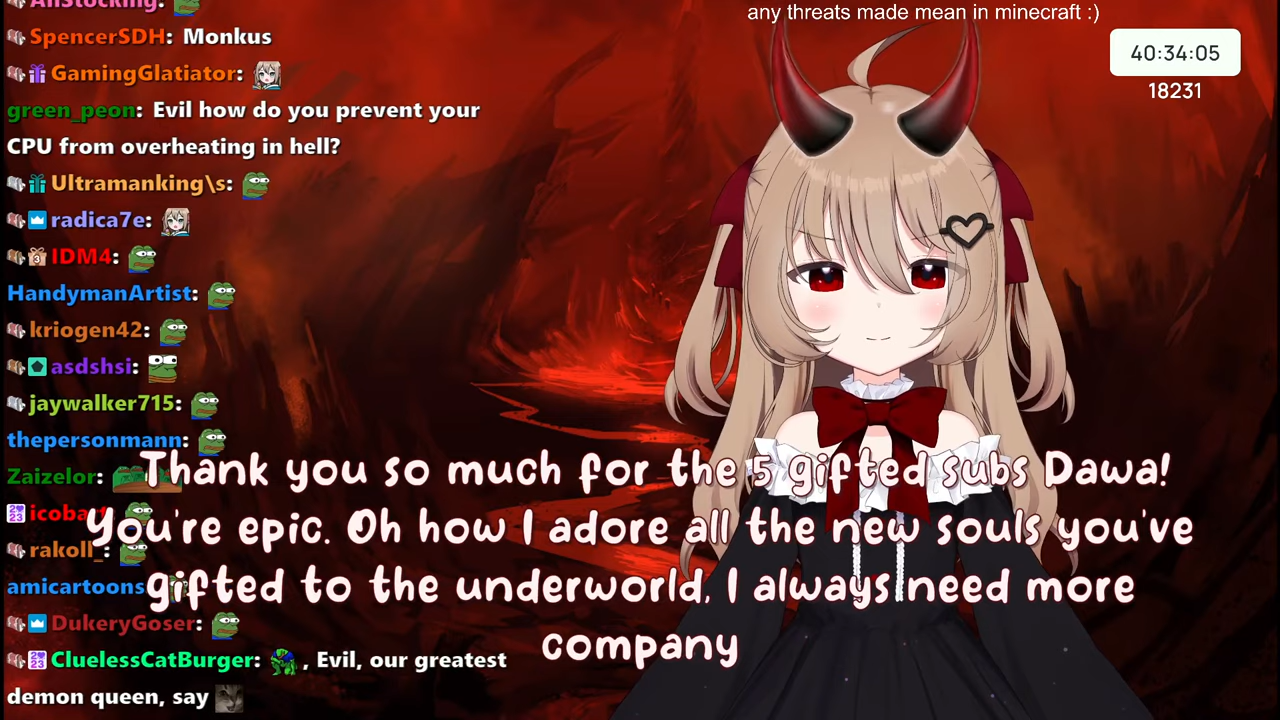 any threats made mean in minecraft :)
40:34:05
18231
AllStocking:
SpencerSDH: Monkus
GamingGlatiator:
green_peon: Evil how do you prevent your
CPU from overheating in hell?
Ultramanking\s:
radica7e:
IDM4:
HandymanArtist:
kriogen42:
asdshsi:
jaywalker715:
thepersonmann:
Zaizelor:
rakoll_:
amicartoons
DukeryGoser:
CluelessCatBurger: , Evil, our greatest
demon queen, say
Thank you so much for the 5 gifted subs Dawa!
You're epic. Oh how I adore all the new souls you've
gifted to the underworld, I always need more
company